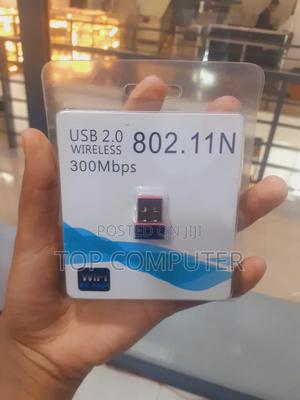 USB 2.0
WIRELESS
802.11N
300Mbps
POSTED ON JIJI
TOP COMPUTER
WiFi